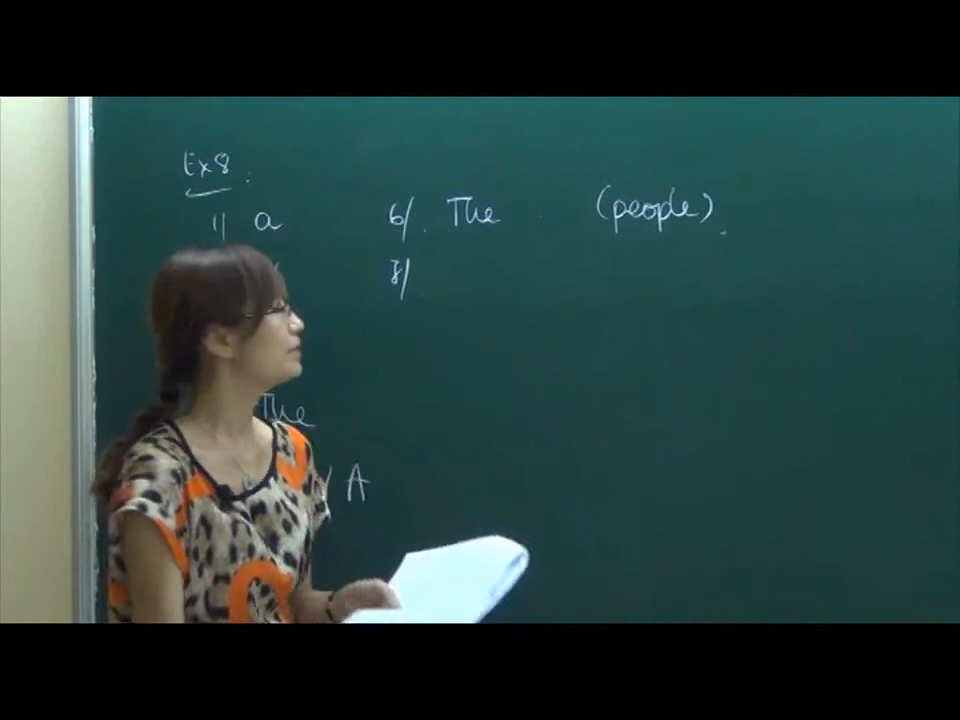 Ex8:
1/ a
6/. The (people).
8/.
The
/ A